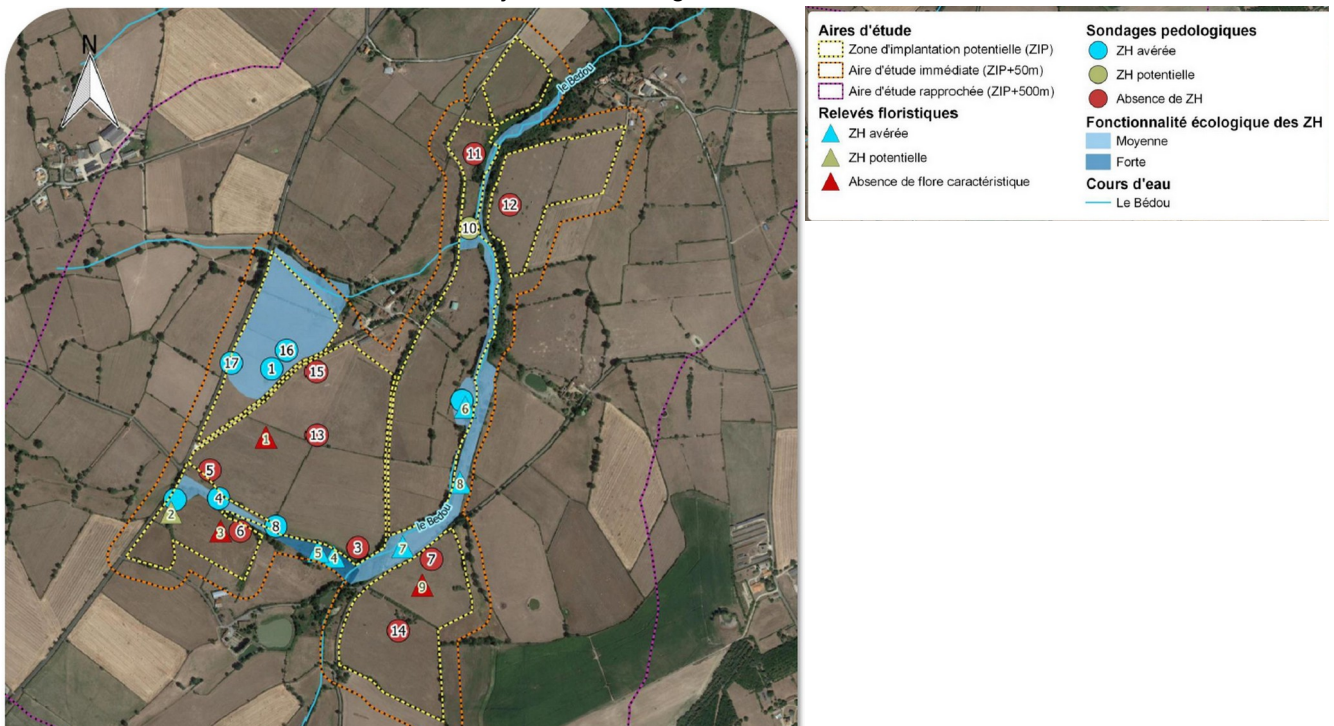 N
le Bédou
11
12
10
17
16
1
15
6
1
13
5
8
4
2
3
6
8
le Bédou
5
4
3
7
7
9
14
Aires d'étude
Zone d'implantation potentielle (ZIP)
Aire d'étude immédiate (ZIP+50m)
Aire d'étude rapprochée (ZIP+500m)
Relevés floristiques
ZH avérée
ZH potentielle
Absence de flore caractéristique
Sondages pedologiques
ZH avérée
ZH potentielle
Absence de ZH
Fonctionnalité écologique des ZH
Moyenne
Forte
Cours d'eau
Le Bédou